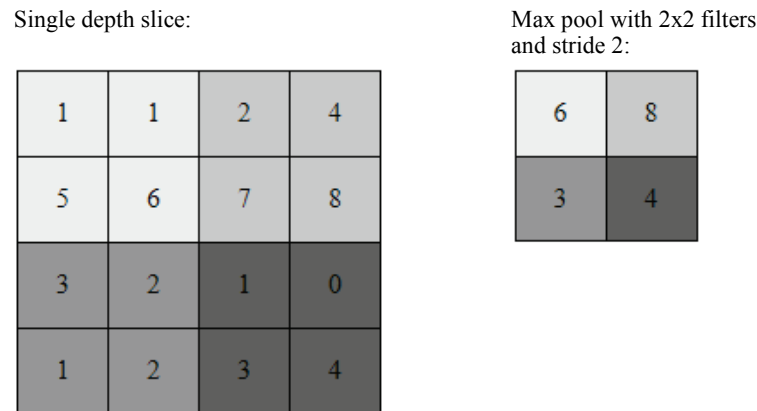 Single depth slice:
Max pool with 2x2 filters
and stride 2:
1 1 2 4
5 6 7 8
3 2 1 0
1 2 3 4
6 8
3 4